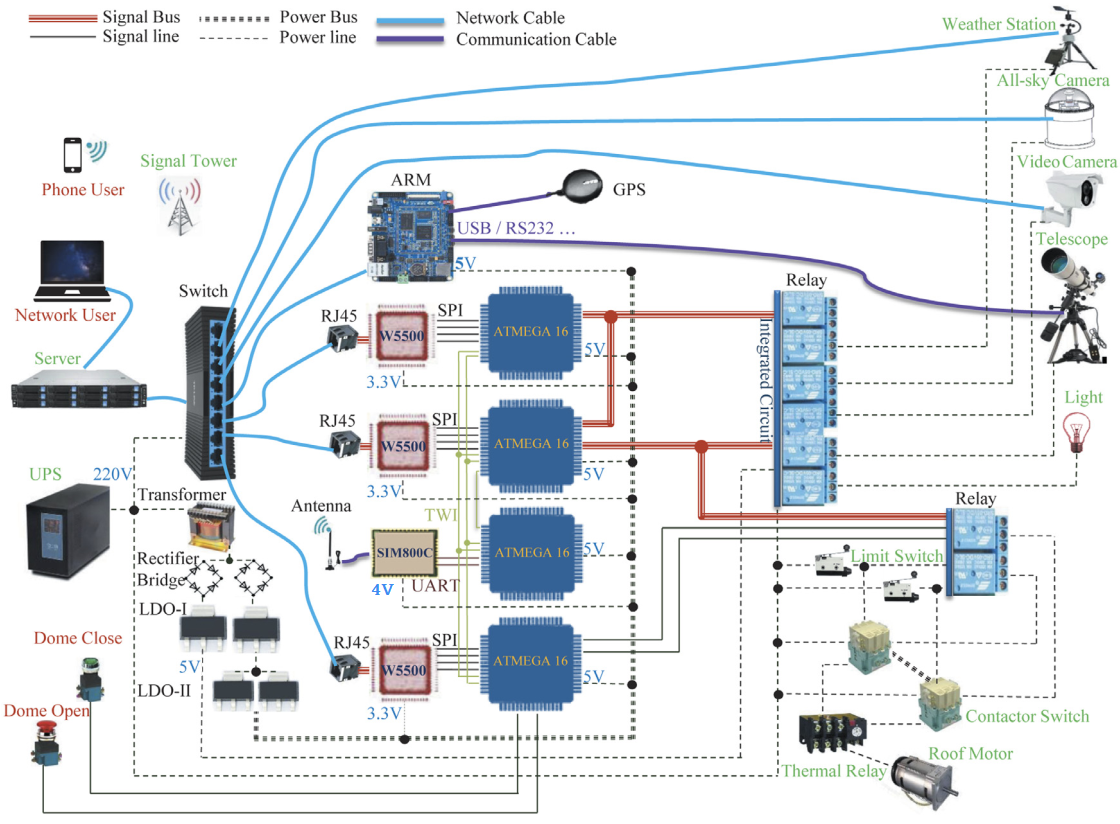 Signal Bus
Power Bus
Network Cable
Signal line
Power line
Communication Cable
Weather Station
All-sky Camera
Signal Tower
Video Camera
Phone User
ARM
GPS
USB / RS232 ...
Telescope
5V
Network User
Switch
Relay
RJ45
SPI
W5500
ATMEGA 16
Integrated Circuit
5V
3.3V
Server
Light
RJ45
SPI
W5500
ATMEGA 16
5V
3.3V
UPS
220V
Transformer
Antenna
TWI
Relay
SIM800C
ATMEGA 16
5V
4V
UART
Rectifier
Bridge
Limit Switch
LDO-I
5V
Dome Close
RJ45
SPI
W5500
ATMEGA 16
5V
3.3V
LDO-II
Dome Open
Contactor Switch
Thermal Relay
Roof Motor